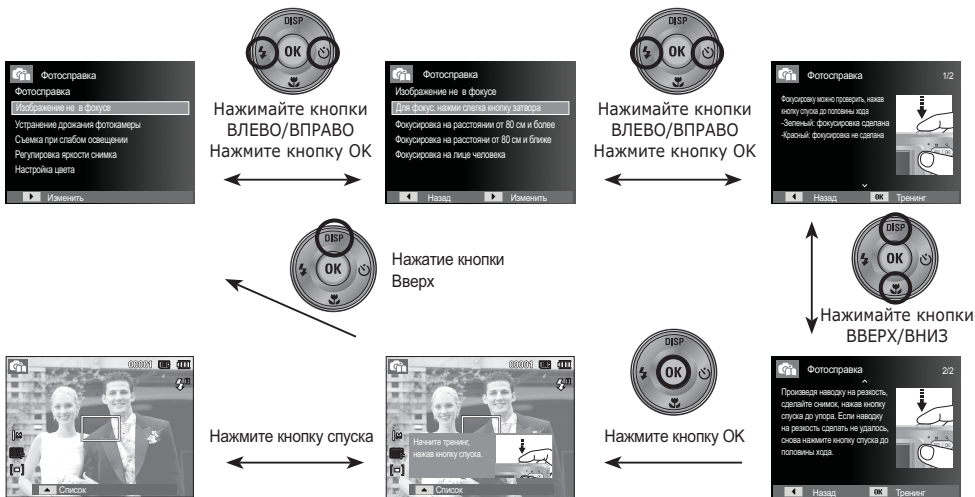 DISP
OK
DISP
OK
Фотосправка
Фотосправка
Изображение не в фокусе
Устранение дрожания фотокамеры
Съемка при слабом освещении
Регулировка яркости снимка
Настройка цвета
Изменить
Нажимайте кнопки
ВЛЕВО/ВПРАВО
Нажмите кнопку OK
Фотосправка
Изображение не в фокусе
Для фокус. нажми слегка кнопку затвора
Фокусировка на расстоянии от 80 см и более
Фокусировка на расстояни от 80 см и ближе
Фокусировка на лице человека
Назад
Изменить
Нажимайте кнопки
ВЛЕВО/ВПРАВО
Нажмите кнопку OK
Фотосправка 1/2
Фокусировку можно проверить, нажав
кнопку спуска до половины хода
-Зеленый: фокусировка сделана
-Красный: фокусировка не сделана
Назад
OK Тренинг
DISP
OK
Нажатие кнопки
Вверх
DISP
OK
Нажимайте кнопки
ВВЕРХ/ВНИЗ
00001
Список
Нажмите кнопку спуска
00001
Начните тренинг,
нажав кнопку спуска.
Список
DISP
OK
Нажмите кнопку OK
Фотосправка 2/2
Произведя наводку на резкость,
сделайте снимок, нажав кнопку
спуска до упора. Если наводку
на резкость сделать не удалось,
снова нажмите кнопку спуска до
половины хода.
Назад
OK Тренинг